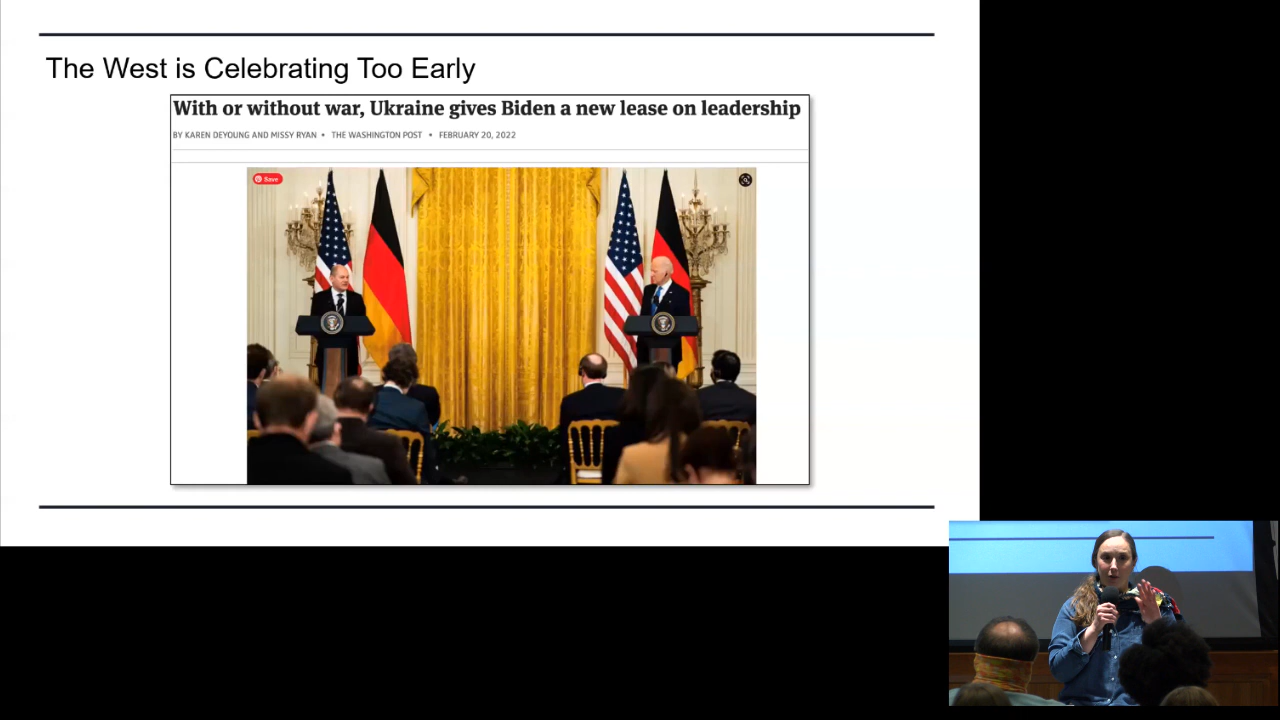 The West is Celebrating Too Early
With or without war, Ukraine gives Biden a new lease on leadership
BY KAREN DEYOUNG AND MISSY RYAN • THE WASHINGTON POST • FEBRUARY 20, 2022
Save